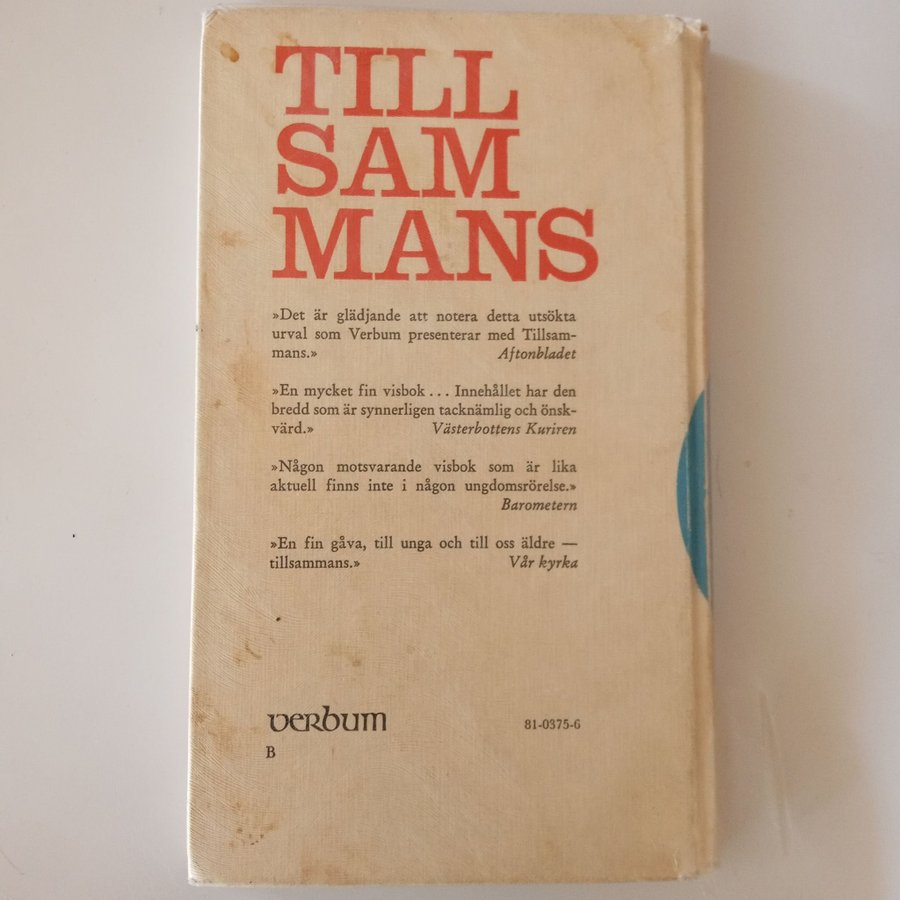 TILL
SAM
MANS
»Det är glädjande att notera detta utsökta
urval som Verbum presenterar med Tillsam-
mans.» Aftonbladet
»En mycket fin visbok ... Innehållet har den
bredd som är synnerligen tacknämlig och önsk-
värd.» Västerbottens Kuriren
»Någon motsvarande visbok som är lika
aktuell finns inte i någon ungdomsrörelse.»
Barometern
»En fin gåva, till unga och till oss äldre —
tillsammans.» Vår kyrka
verbum 81-0375-6
B